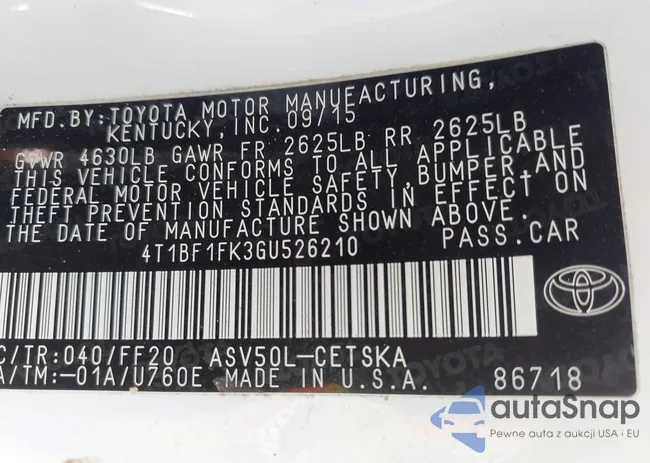 MFD.BY:TOYOTA MOTOR MANUFACTURING,
KENTUCKY, INC. 09/15
GVWR 4630LB GAWR FR 2625LB RR 2625LB
THIS VEHICLE CONFORMS TO ALL APPLICABLE
FEDERAL MOTOR VEHICLE SAFETY,BUMPER,AND
THEFT PREVENTION STANDARDS IN EFFECT ON
THE DATE OF MANUFACTURE SHOWN ABOVE.
4T1BF1FK3GU526210 PASS.CAR
C/TR:040/FF20 ASV50L-CETSKA
A/TM:-01A/U760E MADE IN U.S.A. 86718
autaSnap
Pewne auta z aukcji USA i EU